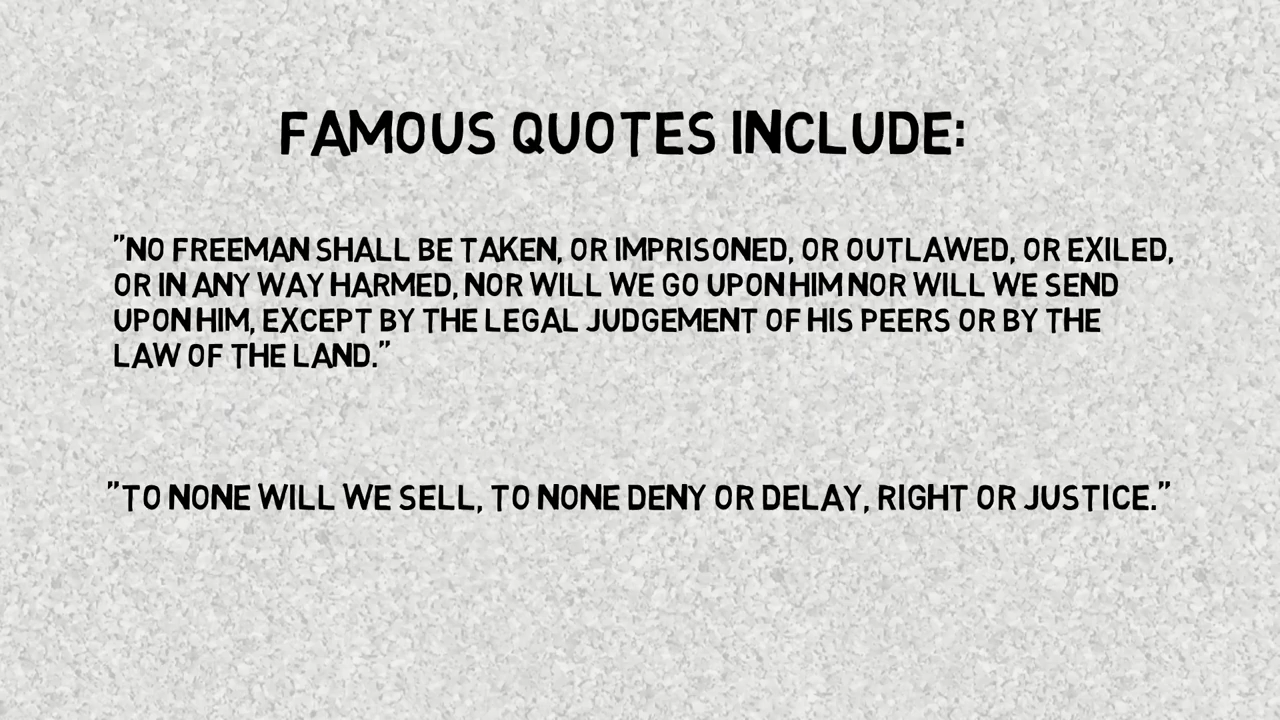 FAMOUS QUOTES INCLUDE:
"NO FREEMAN SHALL BE TAKEN, OR IMPRISONED, OR OUTLAWED, OR EXILED,
OR IN ANY WAY HARMED, NOR WILL WE GO UPON HIM NOR WILL WE SEND
UPON HIM, EXCEPT BY THE LEGAL JUDGEMENT OF HIS PEERS OR BY THE
LAW OF THE LAND."
"TO NONE WILL WE SELL, TO NONE DENY OR DELAY, RIGHT OR JUSTICE."